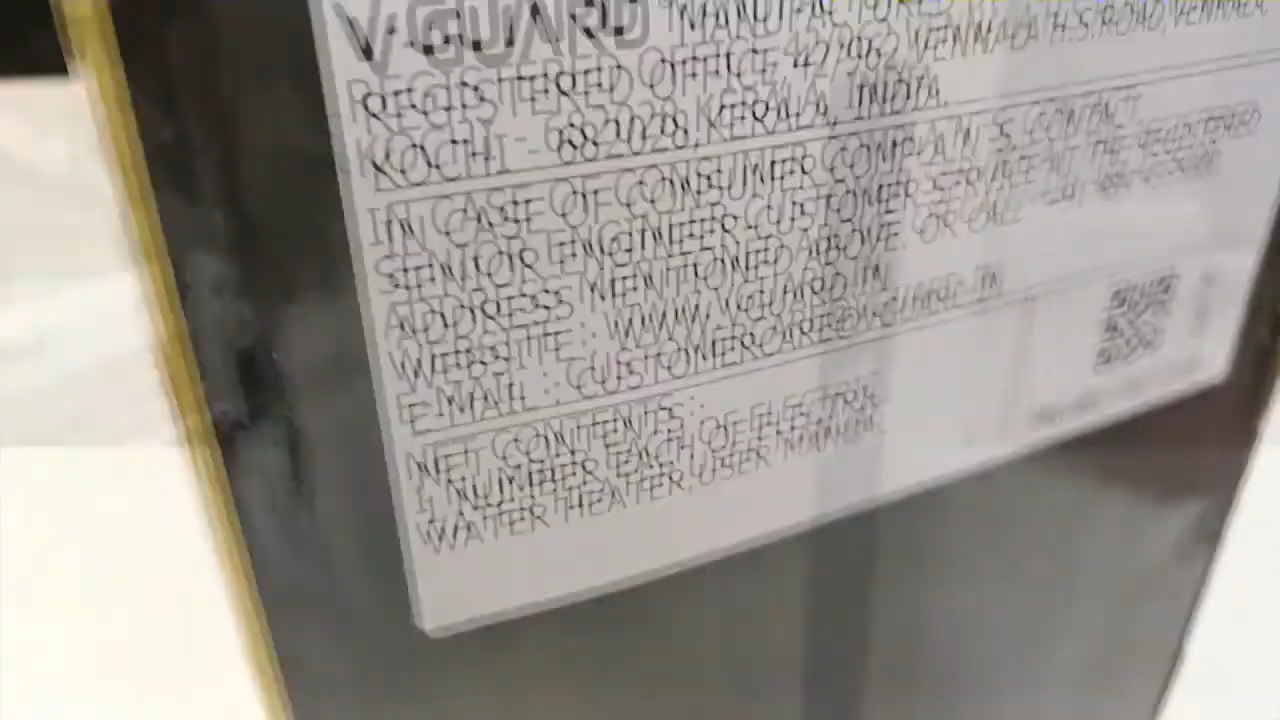 V-GUARD MANUFACTURED
REGISTERED OFFICE 42/962, VENNALA H.S. ROAD, VENNALA,
KOCHI - 682028, KERALA, INDIA.
IN CASE OF CONSUMER COMPLAINTS, CONTACT
SENIOR ENGINEER-CUSTOMER SERVICE AT THE REGISTERED
ADDRESS MENTIONED ABOVE. OR CALL
WEBSITE : WWW.VGUARD.IN
E-MAIL : CUSTOMERCARE@VGUARD.IN
NET CONTENTS :
1 NUMBER EACH OF ELECTRIC
WATER HEATER, USER MANUAL